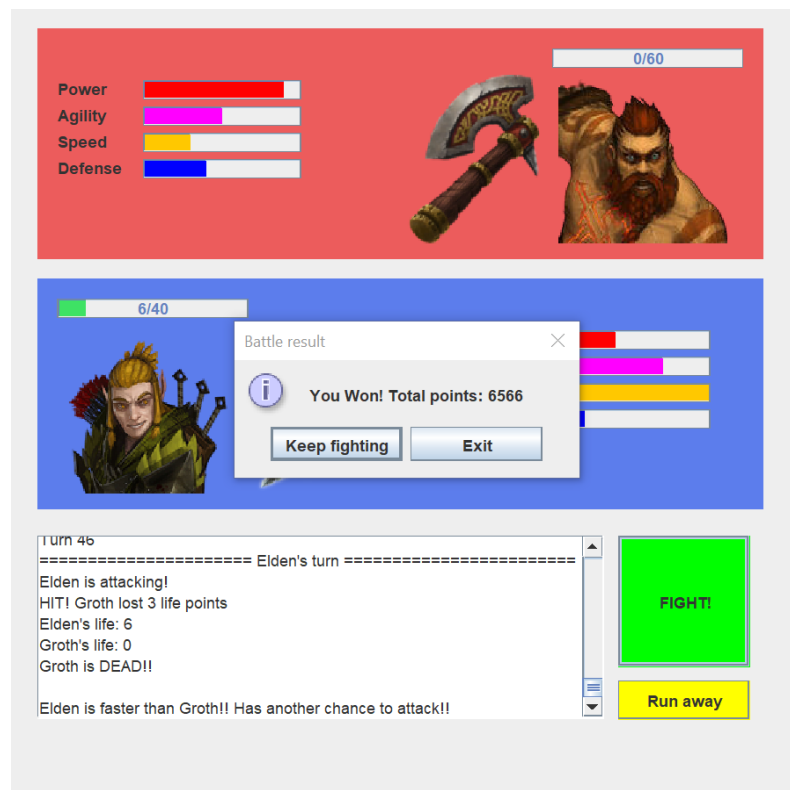 0/60
Power
Agility
Speed
Defense
6/40
Battle result
You Won! Total points: 6566
Keep fighting
Exit
Turn 46
====================== Elden's turn ========================
Elden is attacking!
HIT! Groth lost 3 life points
Elden's life: 6
Groth's life: 0
Groth is DEAD!!
Elden is faster than Groth!! Has another chance to attack!!
FIGHT!
Run away